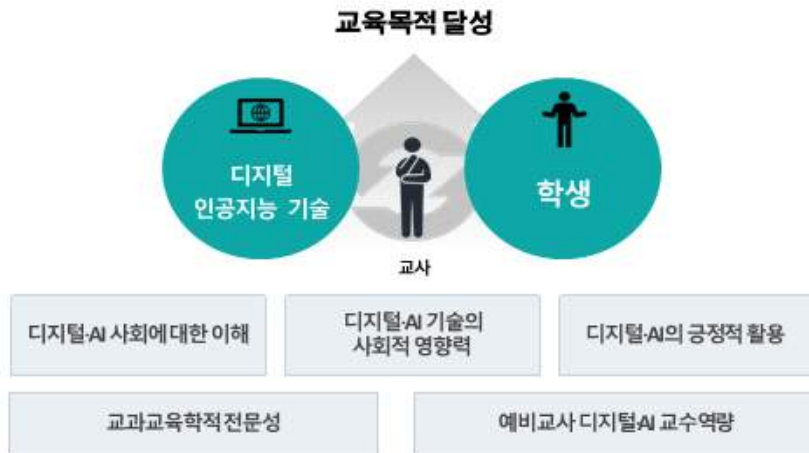 교육목적 달성
디지털
인공지능 기술
학생
교사
디지털·AI 사회에 대한 이해
디지털·AI 기술의
사회적 영향력
디지털·AI의 긍정적 활용
교과교육학적 전문성
예비교사 디지털·AI 교수역량